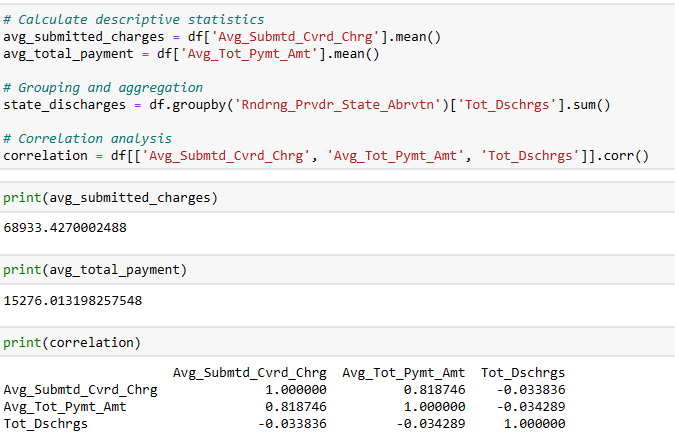 # Calculate descriptive statistics
avg_submitted_charges = df['Avg_Submtd_Cvrd_Chrg'].mean()
avg_total_payment = df['Avg_Tot_Pymt_Amt'].mean()
# Grouping and aggregation
state_discharges = df.groupby('Rndrng_Prvdr_State_Abrvtn')['Tot_Dschrgs'].sum()
# Correlation analysis
correlation = df[['Avg_Submtd_Cvrd_Chrg', 'Avg_Tot_Pymt_Amt', 'Tot_Dschrgs']].corr()
print(avg_submitted_charges)
68933.4270002488
print(avg_total_payment)
15276.013198257548
print(correlation)
Avg_Submtd_Cvrd_Chrg Avg_Tot_Pymt_Amt Tot_Dschrgs
Avg_Submtd_Cvrd_Chrg 1.000000 0.818746 -0.033836
Avg_Tot_Pymt_Amt 0.818746 1.000000 -0.034289
Tot_Dschrgs -0.033836 -0.034289 1.000000